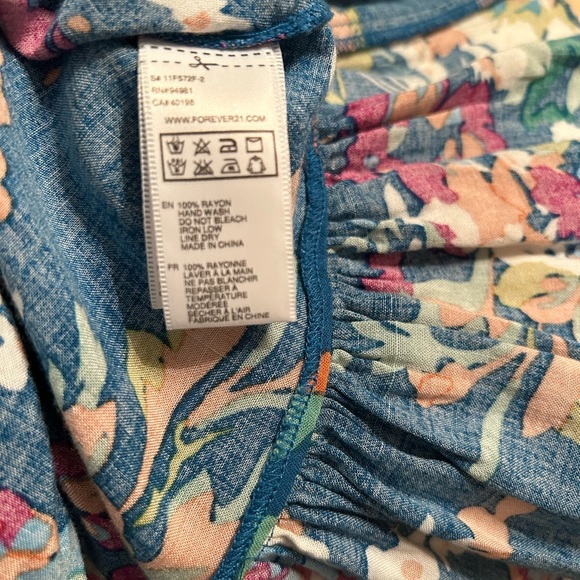 S# 11F572F-2
RN#94981
CA# 40195
WWW.FOREVER21.COM
EN 100% RAYON
HAND WASH
DO NOT BLEACH
IRON LOW
LINE DRY
MADE IN CHINA
FR 100% RAYONNE
LAVER À LA MAIN
NE PAS BLANCHIR
REPASSER À
TEMPÉRATURE
MODÉRÉE
SÉCHER À L'AIR
FABRIQUE EN CHINE